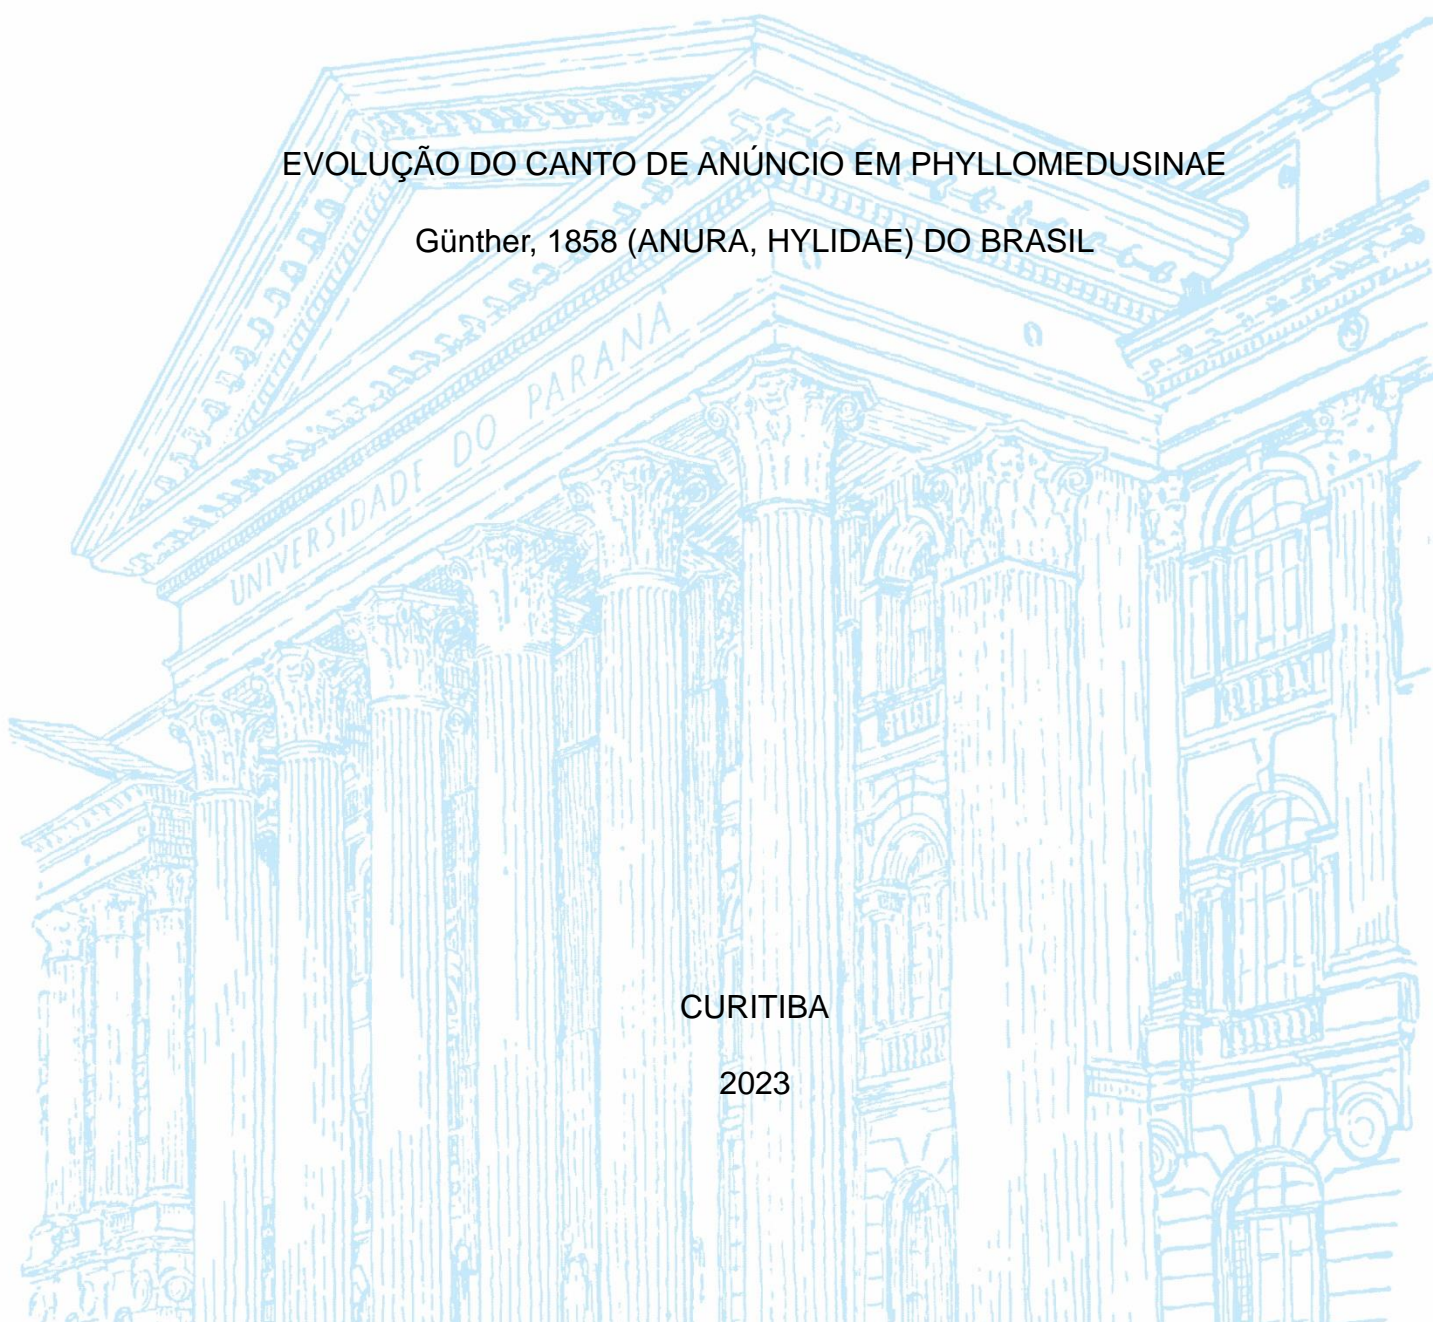 EVOLUÇÃO DO CANTO DE ANÚNCIO EM PHYLLOMEDUSINAE
Günther, 1858 (ANURA, HYLIDAE) DO BRASIL
UNIVERSIDADE DO PARANÁ
CURITIBA
2023